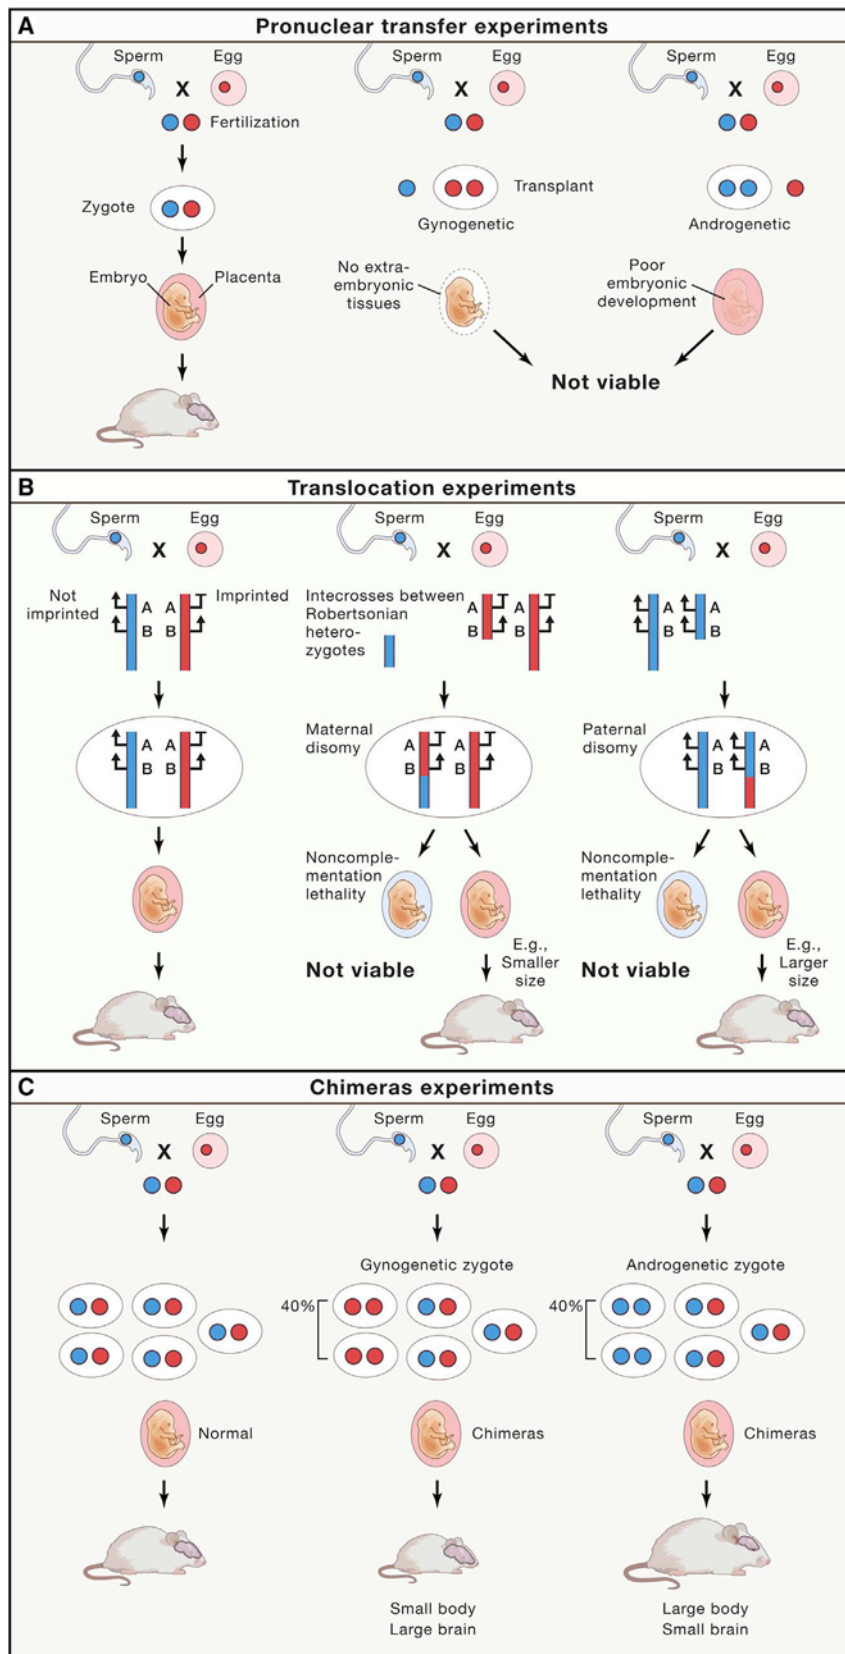 A
Pronuclear transfer experiments
Sperm
Egg
X
Fertilization
Zygote
Embryo
Placenta
Sperm
Egg
X
Transplant
Gynogenetic
No extra-
embryonic
tissues
Sperm
Egg
X
Androgenetic
Poor
embryonic
development
Not viable
B
Translocation experiments
Sperm
Egg
X
Not
imprinted
A
B
A
B
Imprinted
A
B
A
B
Sperm
Egg
X
Intecrosses between
Robertsonian
hetero-
zygotes
A
B
A
B
Maternal
disomy
A
B
A
B
Noncomple-
mentation
lethality
Not viable
E.g.,
Smaller
size
Sperm
Egg
X
A
B
A
B
Paternal
disomy
A
B
A
B
Noncomple-
mentation
lethality
Not viable
E.g.,
Larger
size
C
Chimeras experiments
Sperm
Egg
X
Normal
Sperm
Egg
X
Gynogenetic zygote
40%
Chimeras
Small body
Large brain
Sperm
Egg
X
Androgenetic zygote
40%
Chimeras
Large body
Small brain